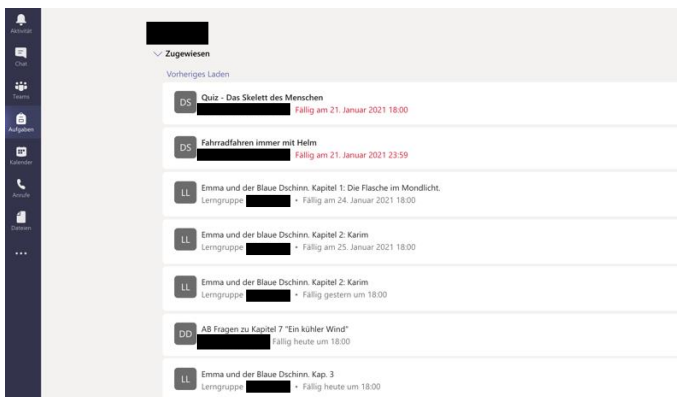 Aktivität
Chat
Teams
Aufgaben
Kalender
Anrufe
Dateien
Zugewiesen
Vorheriges Laden
DS
Quiz - Das Skelett des Menschen
Fällig am 21. Januar 2021 18:00
DS
Fahrradfahren immer mit Helm
Fällig am 21. Januar 2021 23:59
LL
Emma und der Blaue Dschinn. Kapitel 1: Die Flasche im Mondlicht.
Lerngruppe • Fällig am 24. Januar 2021 18:00
LL
Emma und der blaue Dschinn. Kapitel 2: Karim
Lerngruppe • Fällig am 25. Januar 2021 18:00
LL
Emma und der Blaue Dschinn. Kapitel 2: Karim
Lerngruppe • Fällig gestern um 18:00
DD
AB Fragen zu Kapitel 7 "Ein kühler Wind"
Fällig heute um 18:00
LL
Emma und der Blaue Dschinn. Kap. 3
Lerngruppe • Fällig heute um 18:00